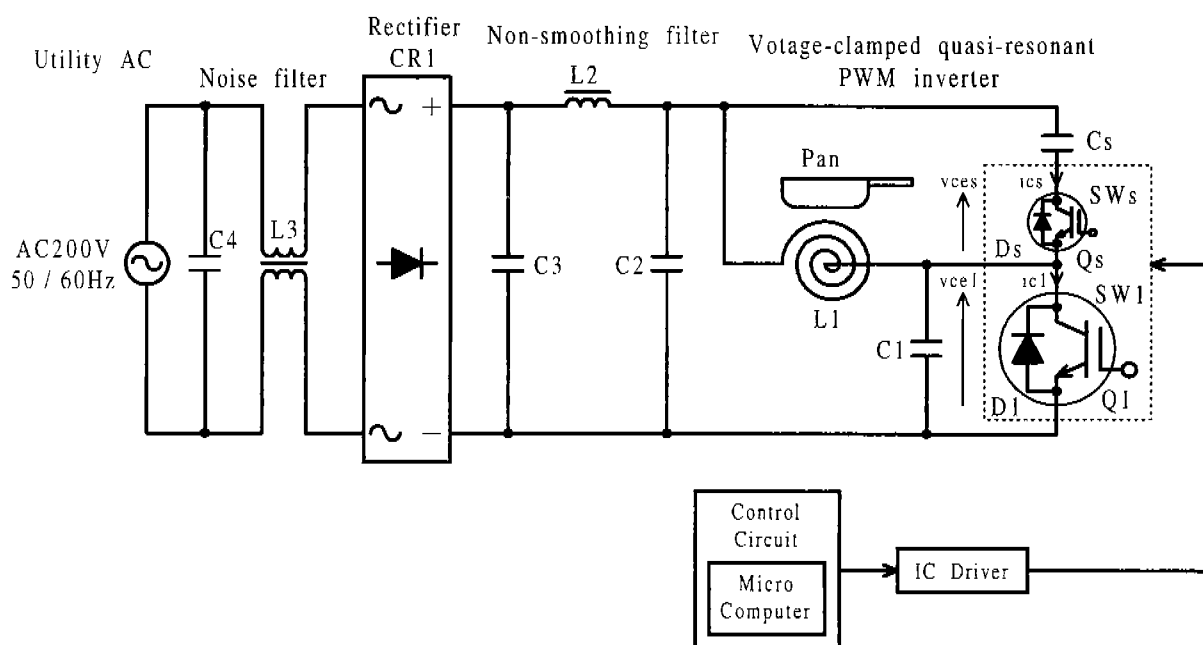 Utility AC
Noise filter
Rectifier
CR1
Non-smoothing filter
L2
Votage-clamped quasi-resonant
PWM inverter
AC200V
50 / 60Hz
C4
L3
+
−
C3
C2
Pan
L1
C1
Cs
vces
ics
SWs
Ds
Qs
vce1
ic1
SW1
D1
Q1
Control
Circuit
Micro
Computer
IC Driver